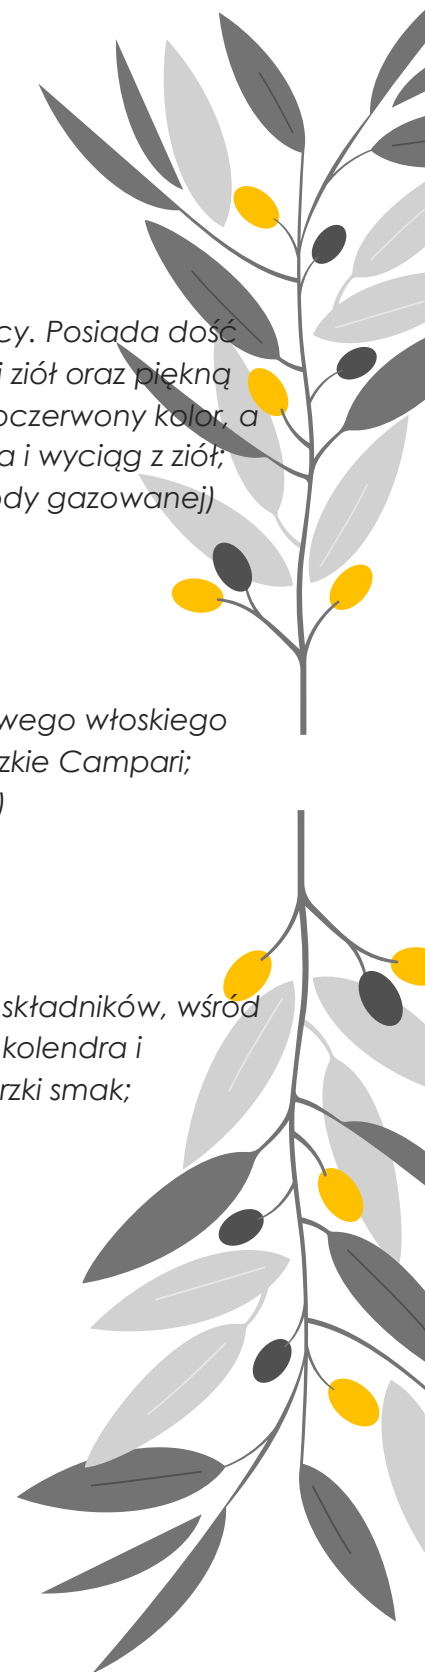 cy. Posiada dość
i ziół oraz piękną
oczerwony kolor, a
a i wyciąg z ziół;
ody gazowanej)
wego włoskiego
zkie Campari;
)
składników, wśród
kolendra i
rzki smak;